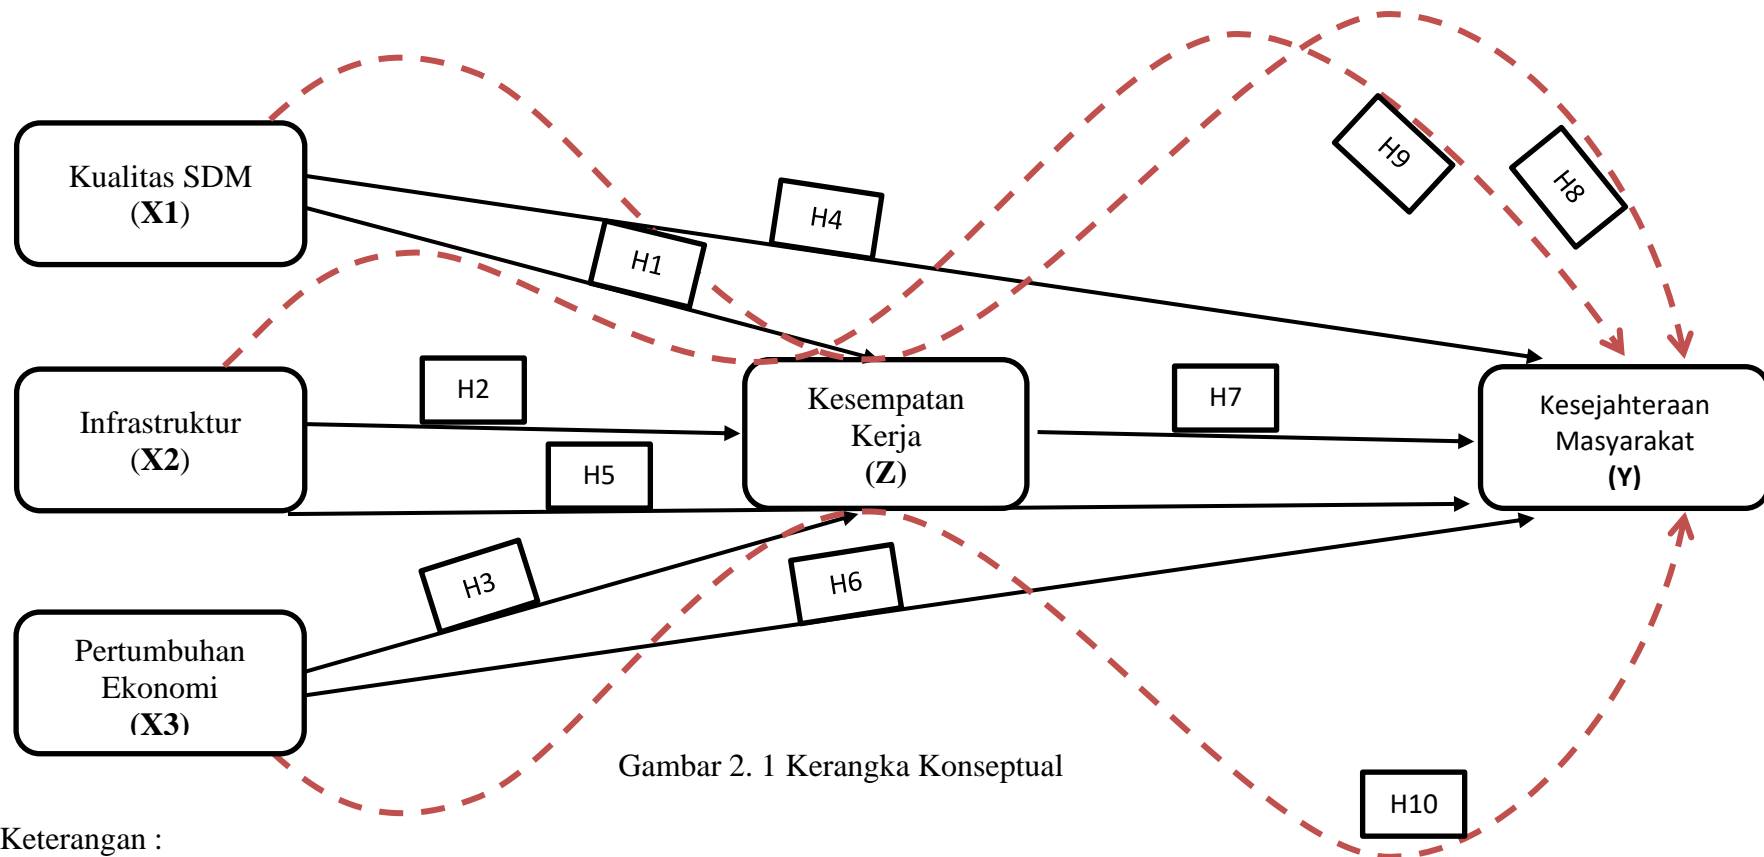 H9
H8
Kualitas SDM
(X1)
H4
H1
H2
Kesempatan
Kerja
(Z)
H7
Kesejahteraan
Masyarakat
(Y)
Infrastruktur
(X2)
H5
H3
H6
Pertumbuhan
Ekonomi
(X3)
Gambar 2. 1 Kerangka Konseptual
H10
Keterangan :